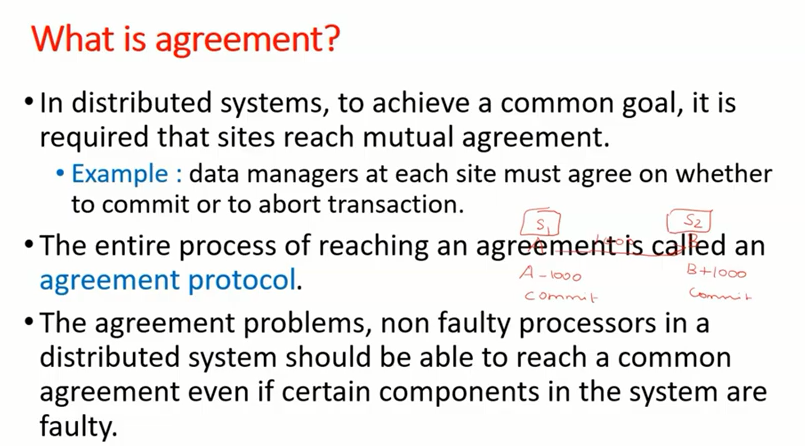 What is agreement?
• In distributed systems, to achieve a common goal, it is
required that sites reach mutual agreement.
• Example : data managers at each site must agree on whether
to commit or to abort transaction.
S1 S2
• The entire process of reaching an agreement is called an
A 1000 B
agreement protocol.
A-1000 B+1000
commit commit
• The agreement problems, non faulty processors in a
distributed system should be able to reach a common
agreement even if certain components in the system are
faulty.